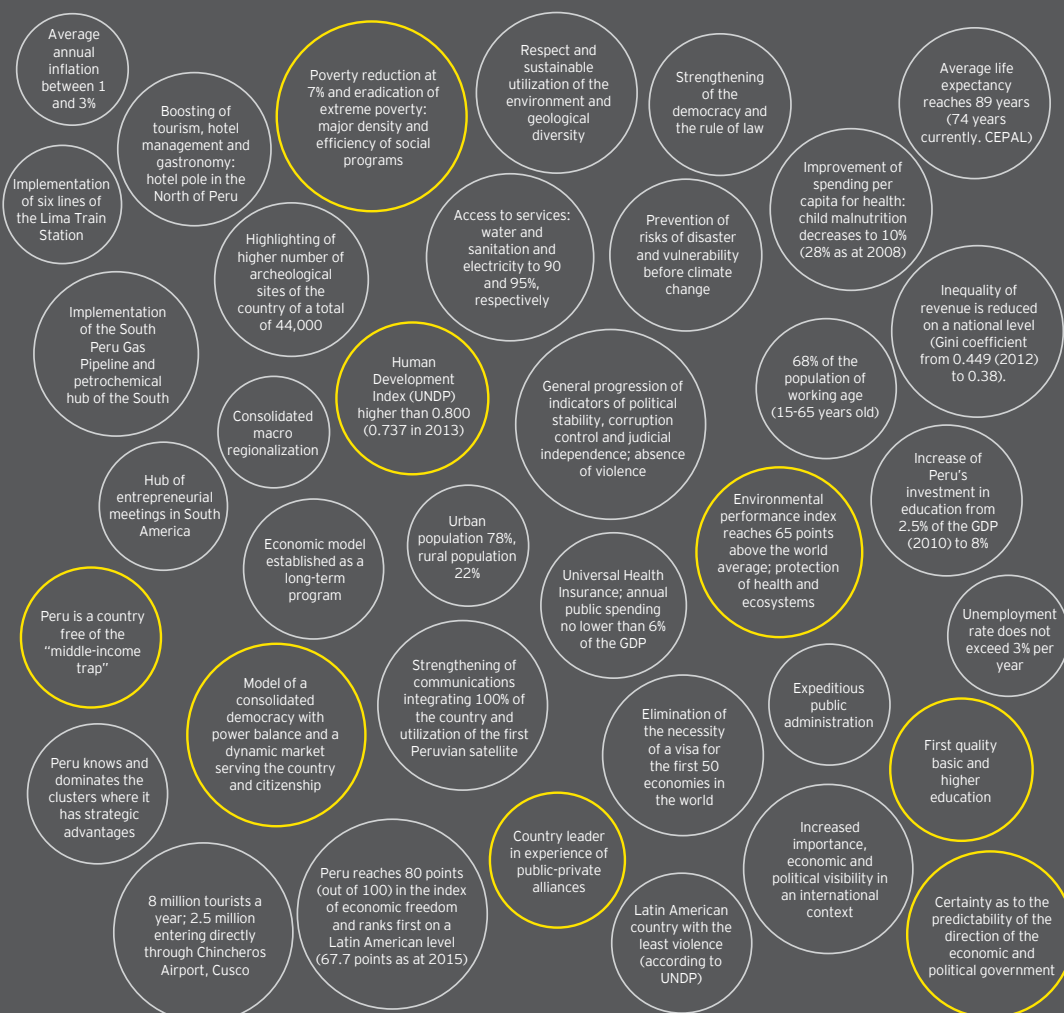 Average
annual
inflation
between 1
and 3%
Boosting of
tourism, hotel
management and
gastronomy:
hotel pole in the
North of Peru
Poverty reduction at
7% and eradication of
extreme poverty:
major density and
efficiency of social
programs
Respect and
sustainable
utilization of the
environment and
geological
diversity
Strengthening
of the
democracy and
the rule of law
Average life
expectancy
reaches 89 years
(74 years
currently. CEPAL)
Implementation
of six lines of
the Lima Train
Station
Highlighting of
higher number of
archeological
sites of the
country of a total
of 44,000
Access to services:
water and
sanitation and
electricity to 90
and 95%,
respectively
Prevention of
risks of disaster
and vulnerability
before climate
change
Improvement of
spending per
capita for health:
child malnutrition
decreases to 10%
(28% as at 2008)
Inequality of
revenue is reduced
on a national level
(Gini coefficient
from 0.449 (2012)
to 0.38).
Implementation
of the South
Peru Gas
Pipeline and
petrochemical
hub of the South
Consolidated
macro
regionalization
Human
Development
Index (UNDP)
higher than 0.800
(0.737 in 2013)
General progression of
indicators of political
stability, corruption
control and judicial
independence; absence
of violence
68% of the
population of
working age
(15-65 years old)
Increase of
Peru's
investment in
education from
2.5% of the GDP
(2010) to 8%
Hub of
entrepreneurial
meetings in South
America
Economic model
established as a
long-term
program
Urban
population 78%,
rural population
22%
Universal Health
Insurance; annual
public spending
no lower than 6%
of the GDP
Environmental
performance index
reaches 65 points
above the world
average; protection
of health and
ecosystems
Unemployment
rate does not
exceed 3% per
year
Peru is a country
free of the
“middle-income
trap”
Model of a
consolidated
democracy with
power balance and a
dynamic market
serving the country
and citizenship
Strengthening of
communications
integrating 100% of
the country and
utilization of the first
Peruvian satellite
Elimination of
the necessity
of a visa for
the first 50
economies in
the world
Expeditious
public
administration
First quality
basic and
higher
education
Peru knows and
dominates the
clusters where it
has strategic
advantages
8 million tourists a
year; 2.5 million
entering directly
through Chincheros
Airport, Cusco
Peru reaches 80 points
(out of 100) in the index
of economic freedom
and ranks first on a
Latin American level
(67.7 points as at 2015)
Country leader
in experience of
public-private
alliances
Latin American
country with the
least violence
(according to
UNDP)
Increased
importance,
economic and
political visibility in
an international
context
Certainty as to the
predictability of the
direction of the
economic and
political government